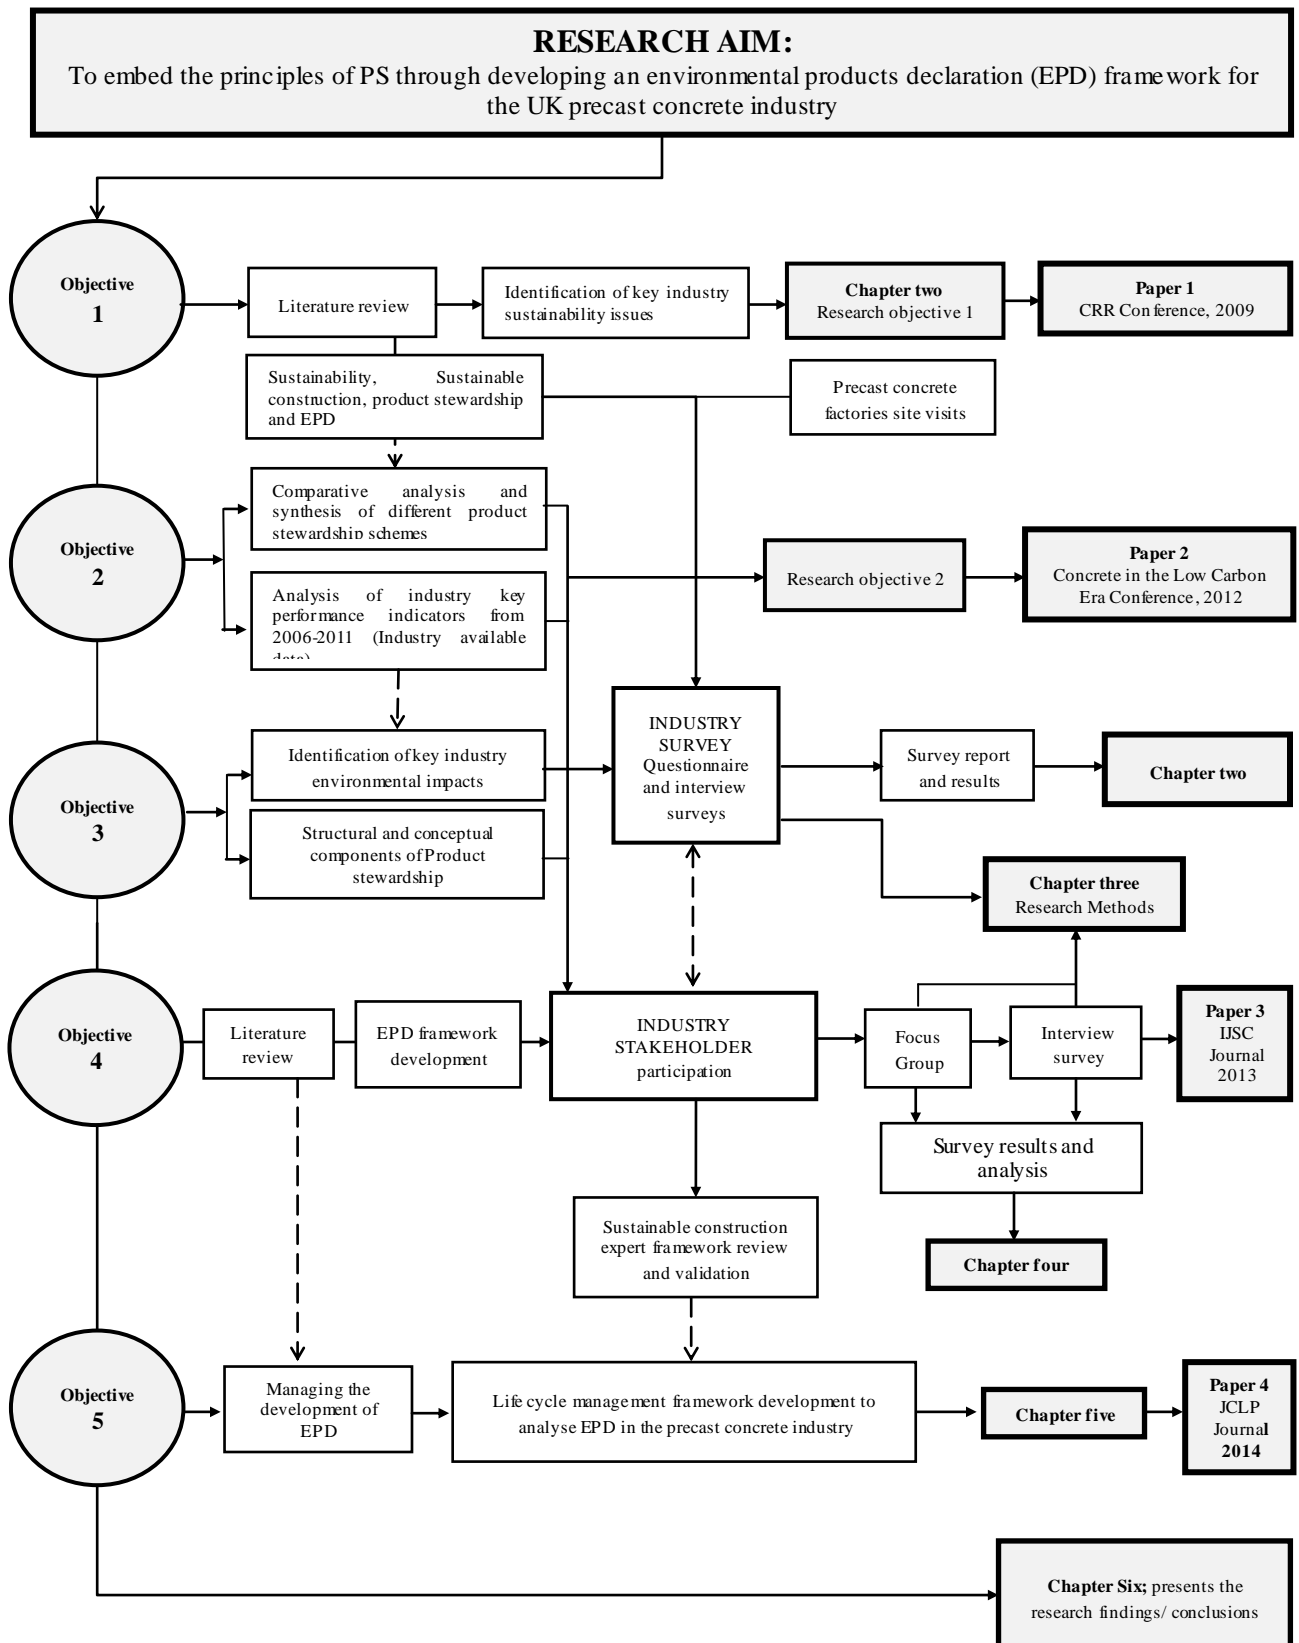 RESEARCH AIM:
To embed the principles of PS through developing an environmental products declaration (EPD) framework for
the UK precast concrete industry
Objective
1
Literature review
Identification of key industry
sustainability issues
Chapter two
Research objective 1
Paper 1
CRR Conference, 2009
Sustainability, Sustainable
construction, product stewardship
and EPD
Precast concrete
factories site visits
Objective
2
Comparative analysis and
synthesis of different product
stewardship schemes
Analysis of industry key
performance indicators from
2006-2011 (Industry available
data)
Research objective 2
Paper 2
Concrete in the Low Carbon
Era Conference, 2012
Objective
3
Identification of key industry
environmental impacts
Structural and conceptual
components of Product
stewardship
INDUSTRY
SURVEY
Questionnaire
and interview
surveys
Survey report
and results
Chapter two
Chapter three
Research Methods
Objective
4
Literature
review
EPD framework
development
INDUSTRY
STAKEHOLDER
participation
Focus
Group
Interview
survey
Paper 3
IJSC
Journal
2013
Survey results and
analysis
Sustainable construction
expert framework review
and validation
Chapter four
Objective
5
Managing the
development of
EPD
Life cycle management framework development to
analyse EPD in the precast concrete industry
Chapter five
Paper 4
JCLP
Journal
2014
Chapter Six; presents the
research findings/ conclusions